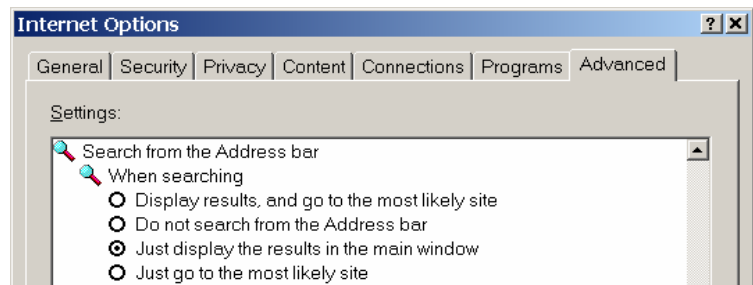 Internet Options
General Security Privacy Content Connections Programs Advanced
Settings:
Search from the Address bar
When searching
Display results, and go to the most likely site
Do not search from the Address bar
Just display the results in the main window
Just go to the most likely site